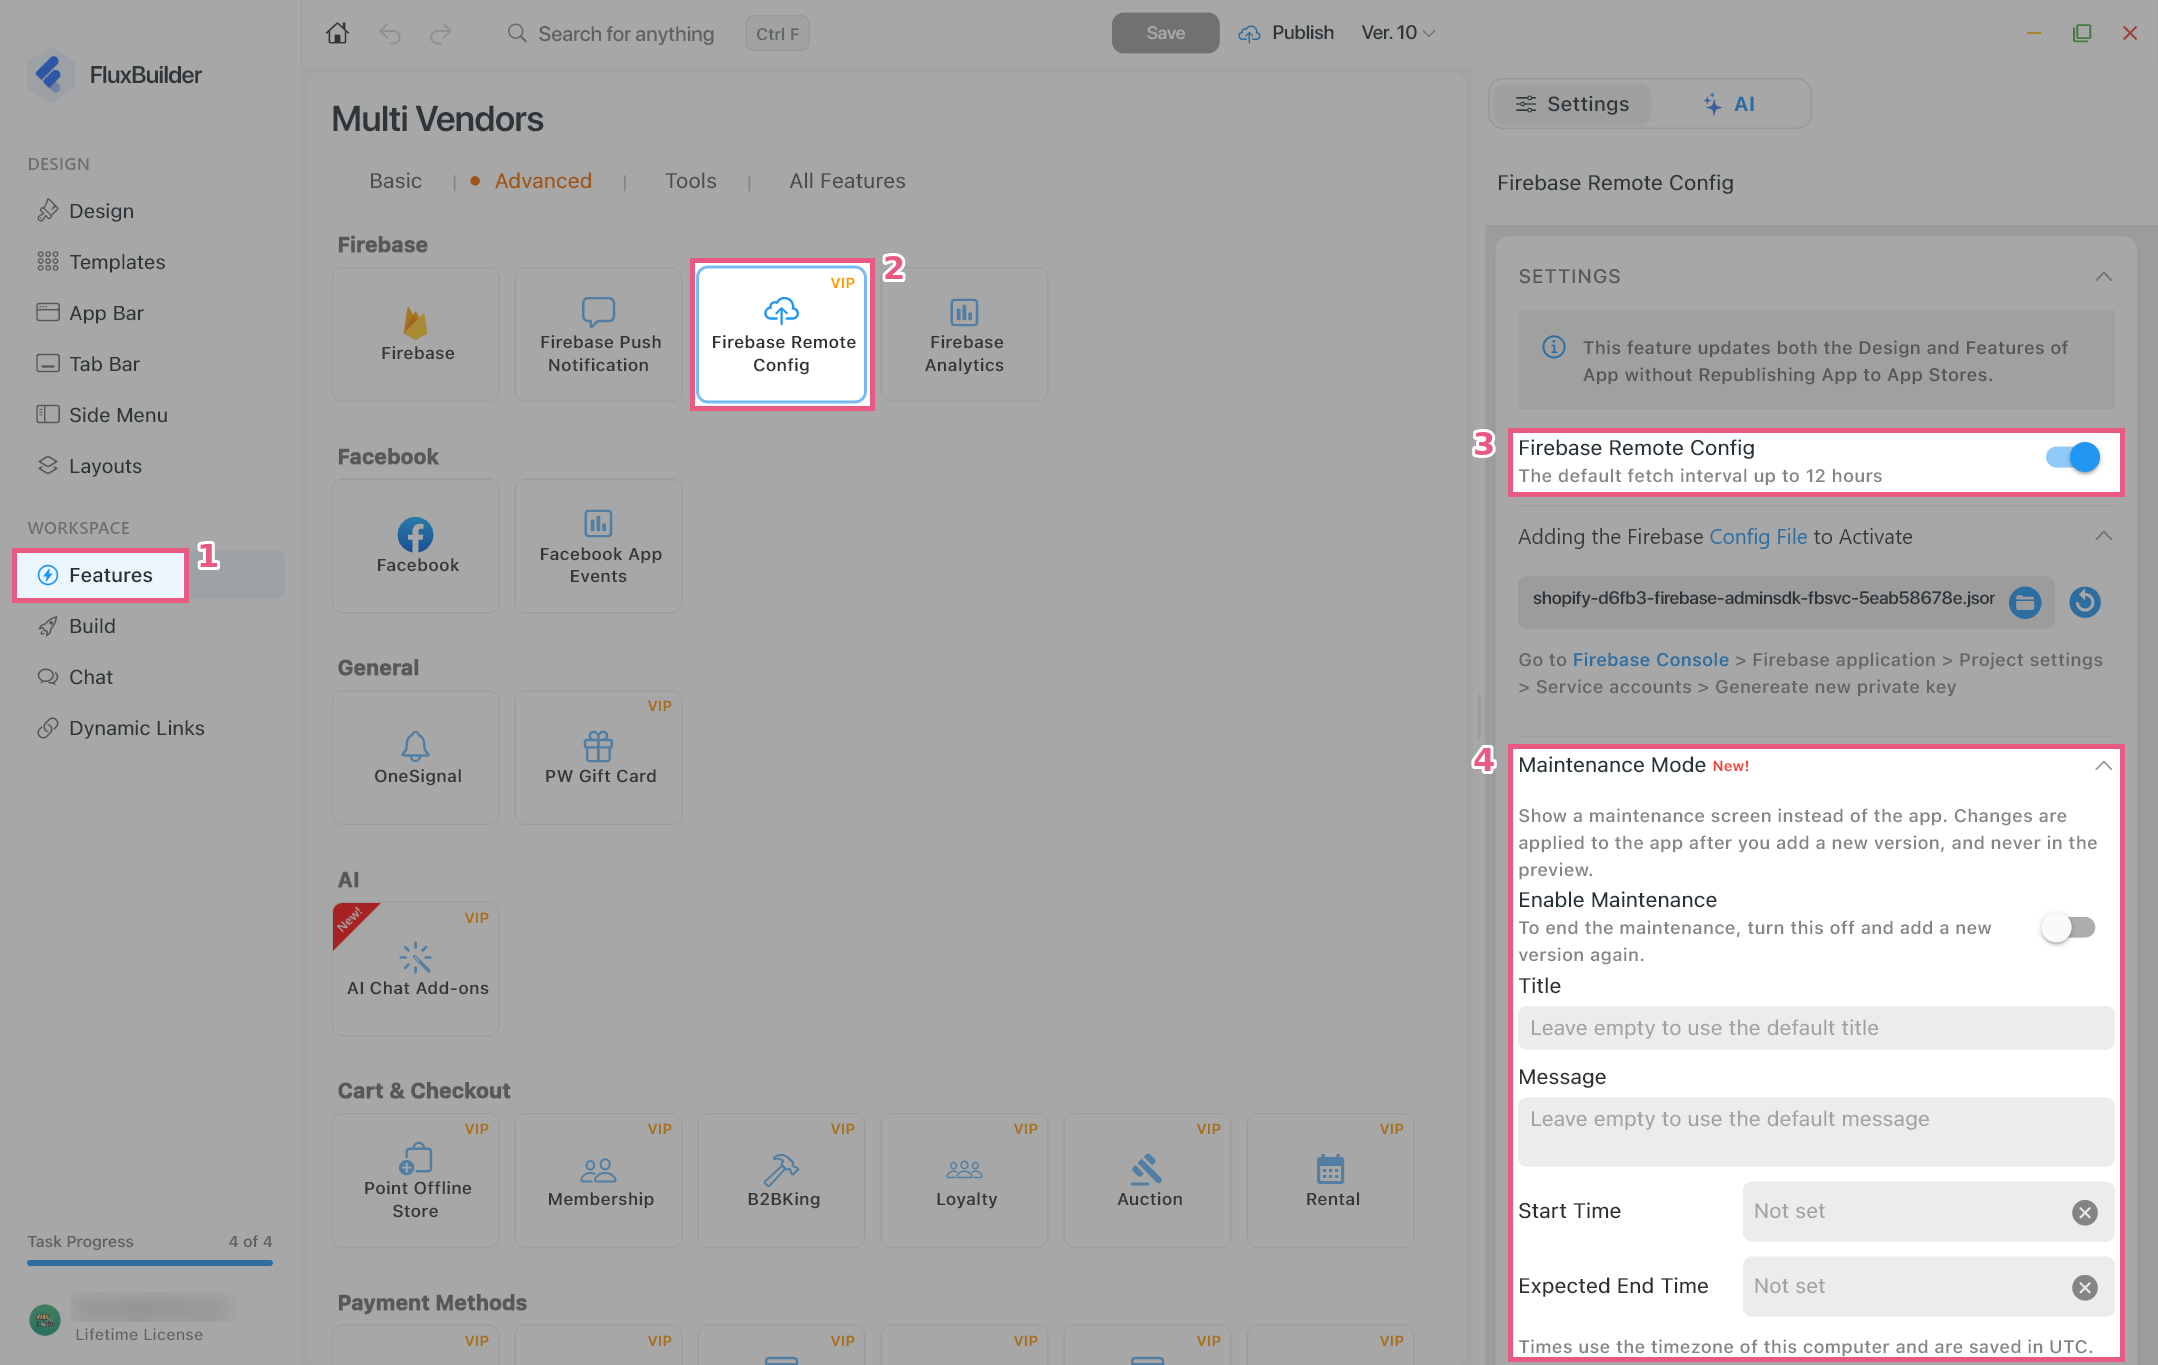 FluxBuilder
Search for anything
Ctrl F
Save
Publish
Ver. 10
DESIGN
Design
Templates
App Bar
Tab Bar
Side Menu
Layouts
WORKSPACE
Features
1
Build
Chat
Dynamic Links
Task Progress
4 of 4
Lifetime License
Multi Vendors
Basic | Advanced | Tools | All Features
Firebase
Firebase
Firebase Push
Notification
VIP
Firebase Remote
Config
2
Firebase
Analytics
Facebook
Facebook
Facebook App
Events
General
OneSignal
VIP
PW Gift Card
AI
New!
VIP
AI Chat Add-ons
Cart & Checkout
VIP
Point Offline
Store
VIP
Membership
VIP
B2BKing
VIP
Loyalty
VIP
Auction
VIP
Rental
Payment Methods
VIP
VIP
VIP
VIP
VIP
VIP
Settings
AI
Firebase Remote Config
SETTINGS
This feature updates both the Design and Features of
App without Republishing App to App Stores.
3
Firebase Remote Config
The default fetch interval up to 12 hours
Adding the Firebase Config File to Activate
shopify-d6fb3-firebase-adminsdk-fbsvc-5eab58678e.jsor
Go to Firebase Console > Firebase application > Project settings
> Service accounts > Genereate new private key
4
Maintenance Mode New!
Show a maintenance screen instead of the app. Changes are
applied to the app after you add a new version, and never in the
preview.
Enable Maintenance
To end the maintenance, turn this off and add a new
version again.
Title
Leave empty to use the default title
Message
Leave empty to use the default message
Start Time
Not set
Expected End Time
Not set
Times use the timezone of this computer and are saved in UTC.